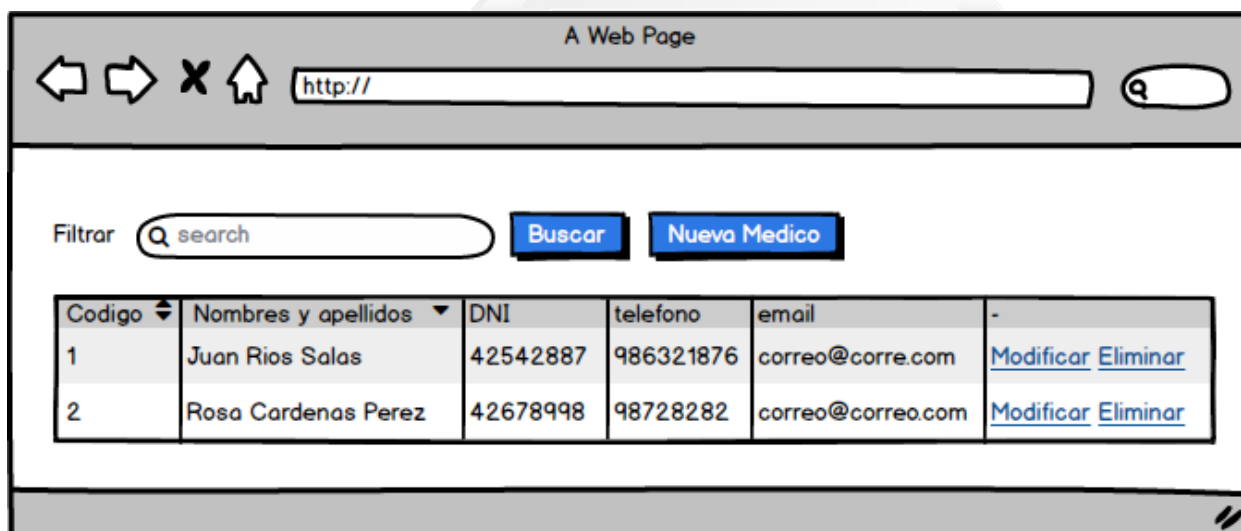 A Web Page
http://
Filtrar search Buscar Nueva Medico
Codigo Nombres y apellidos DNI telefono email -
1 Juan Rios Salas 42542887 986321876 correo@corre.com Modificar Eliminar
2 Rosa Cardenas Perez 42678998 98728282 correo@correo.com Modificar Eliminar